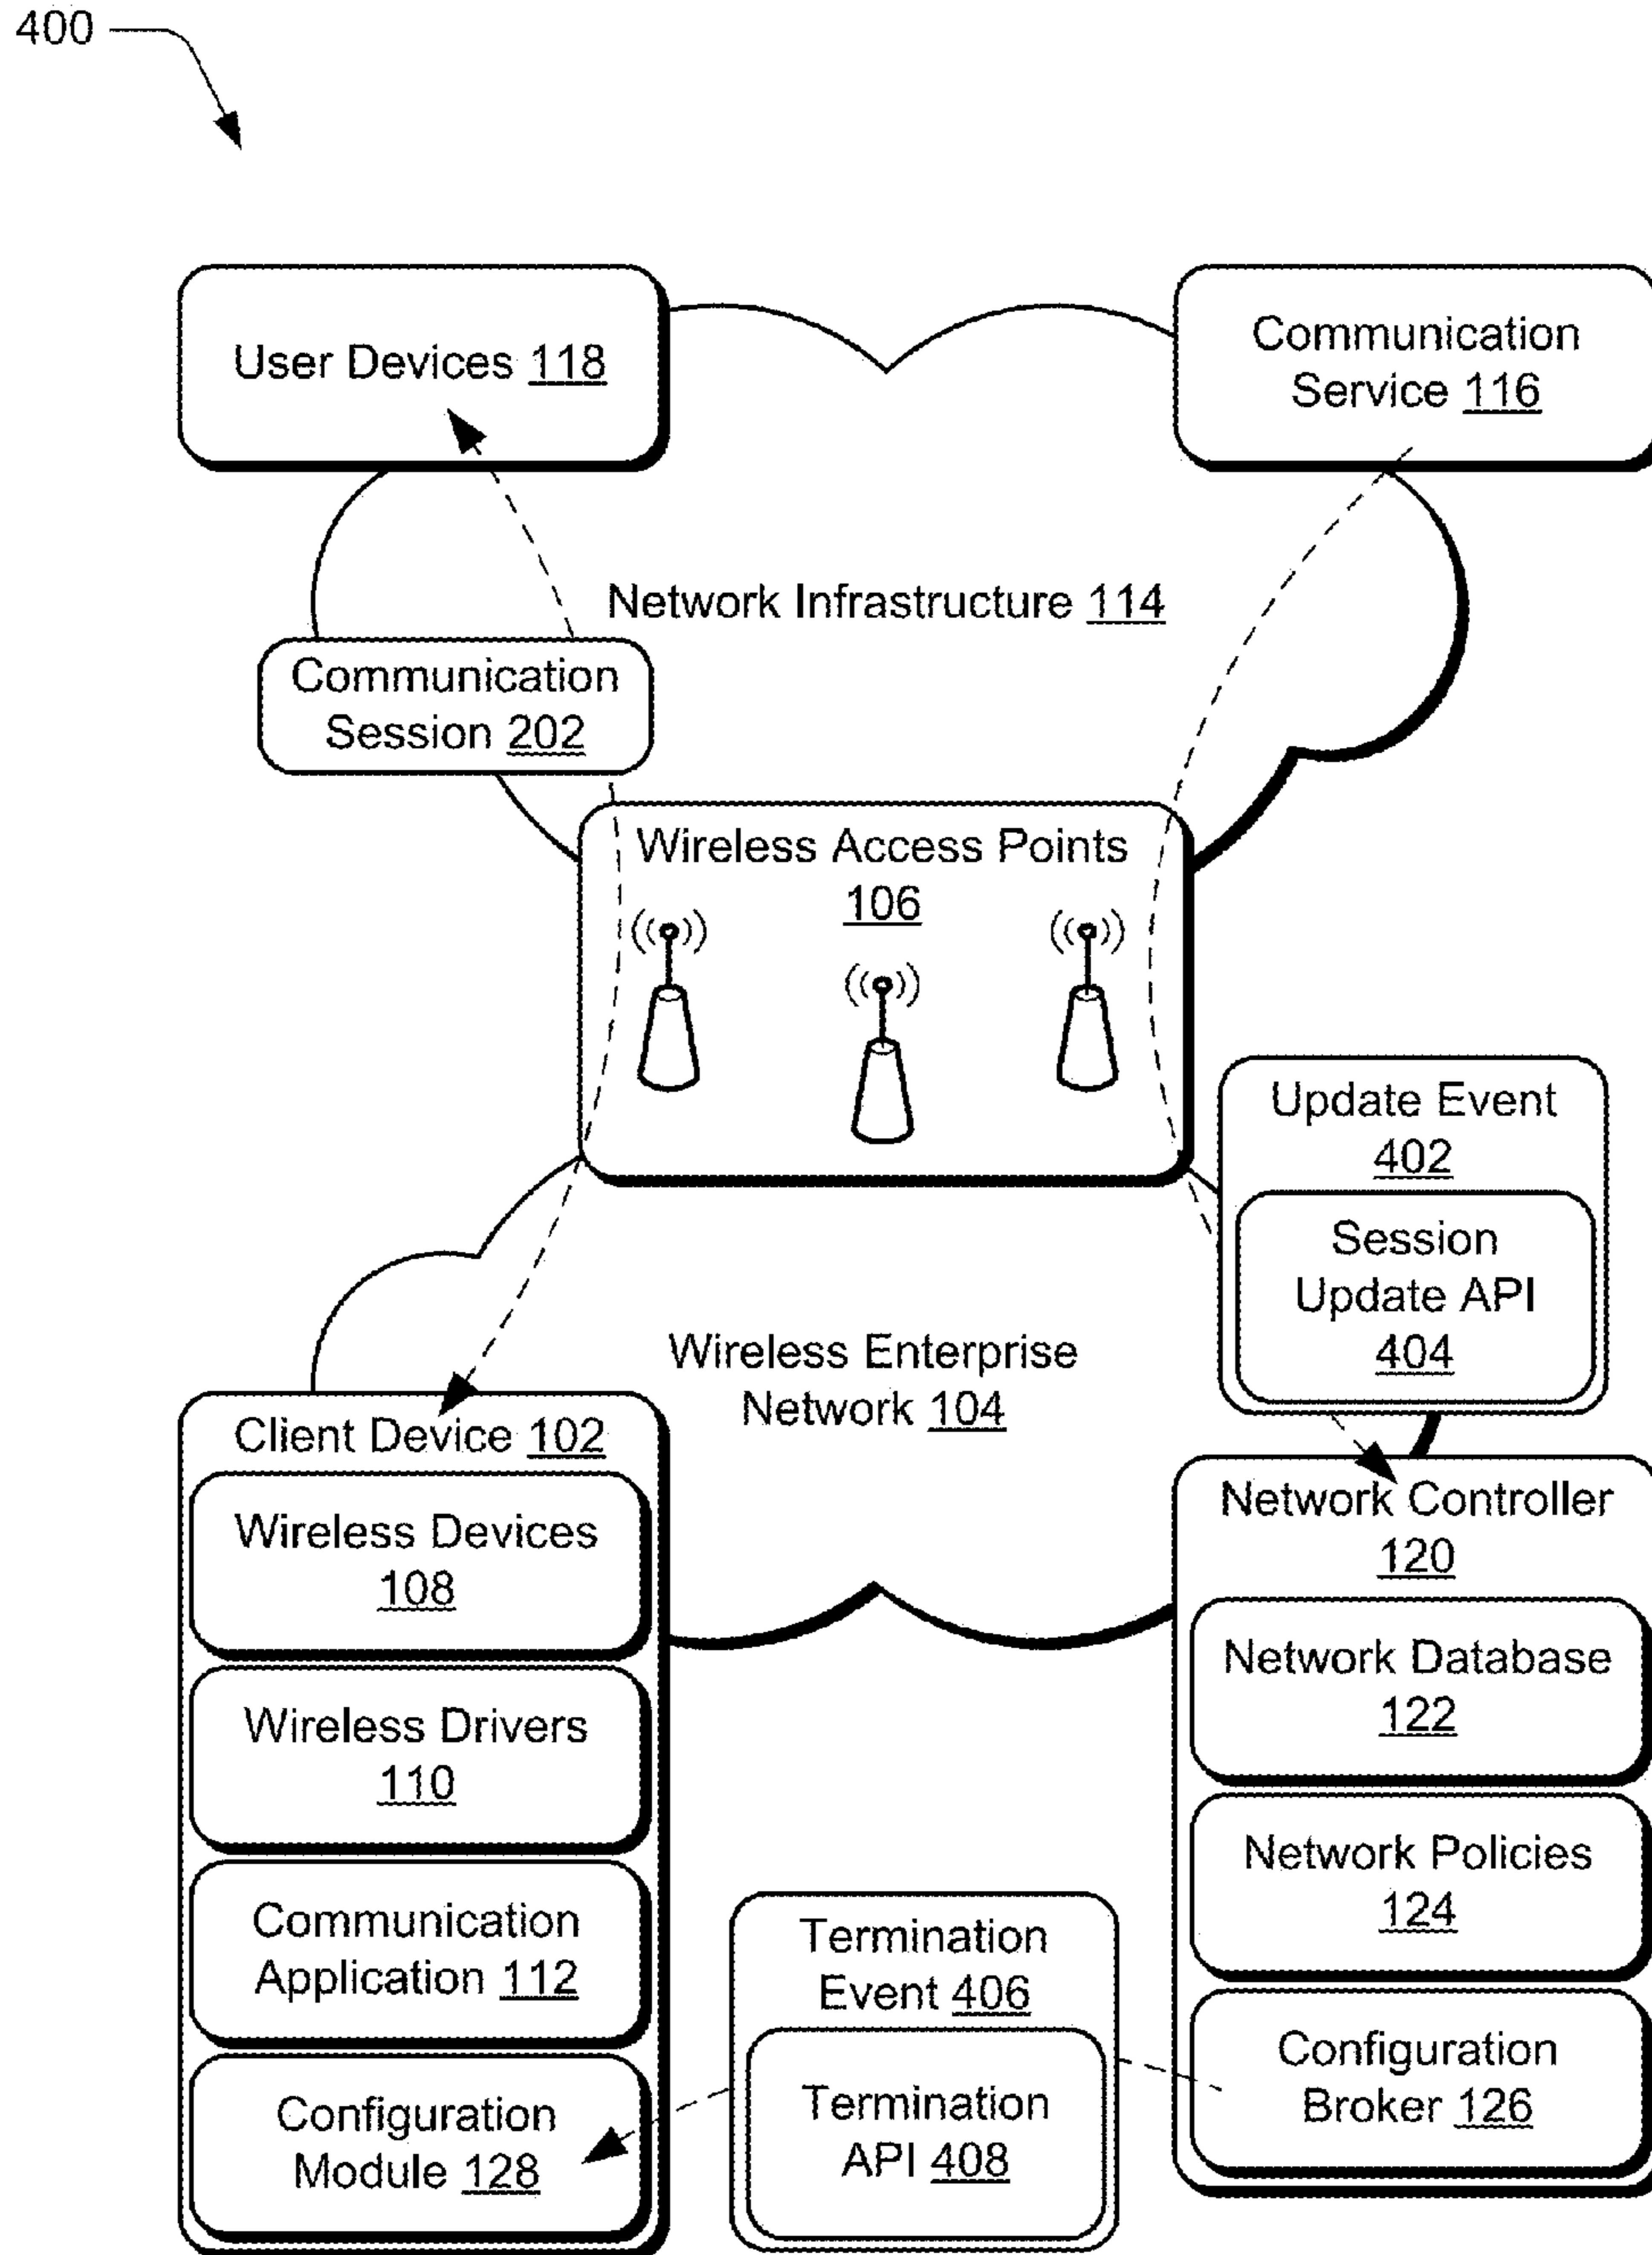 400
User Devices 118
Communication
Service 116
Network Infrastructure 114
Communication
Session 202
Wireless Access Points
106
Update Event
402
Session
Update API
404
Wireless Enterprise
Network 104
Client Device 102
Wireless Devices
108
Wireless Drivers
110
Communication
Application 112
Configuration
Module 128
Termination
Event 406
Termination
API 408
Network Controller
120
Network Database
122
Network Policies
124
Configuration
Broker 126